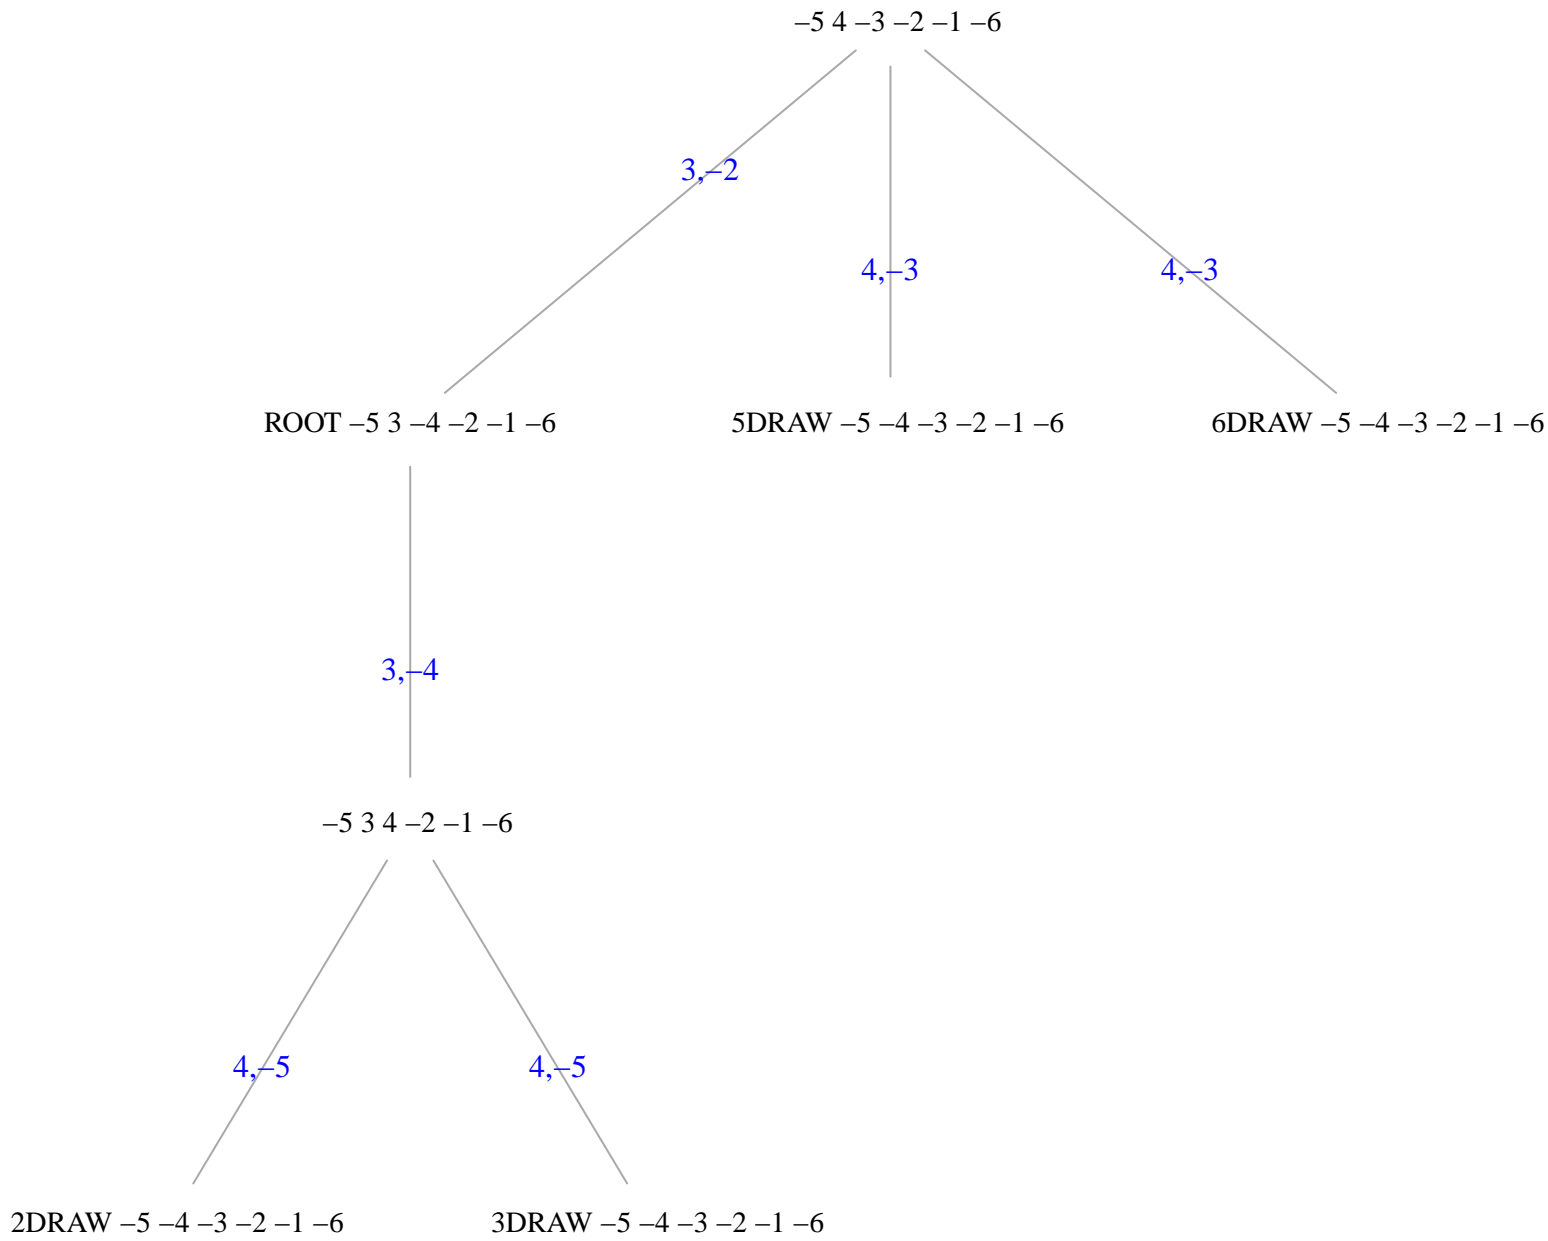 –5 4 –3 –2 –1 –6
3,–2
4,–3
4,–3
ROOT –5 3 –4 –2 –1 –6
5DRAW –5 –4 –3 –2 –1 –6
6DRAW –5 –4 –3 –2 –1 –6
3,–4
–5 3 4 –2 –1 –6
4,–5
4,–5
2DRAW –5 –4 –3 –2 –1 –6
3DRAW –5 –4 –3 –2 –1 –6